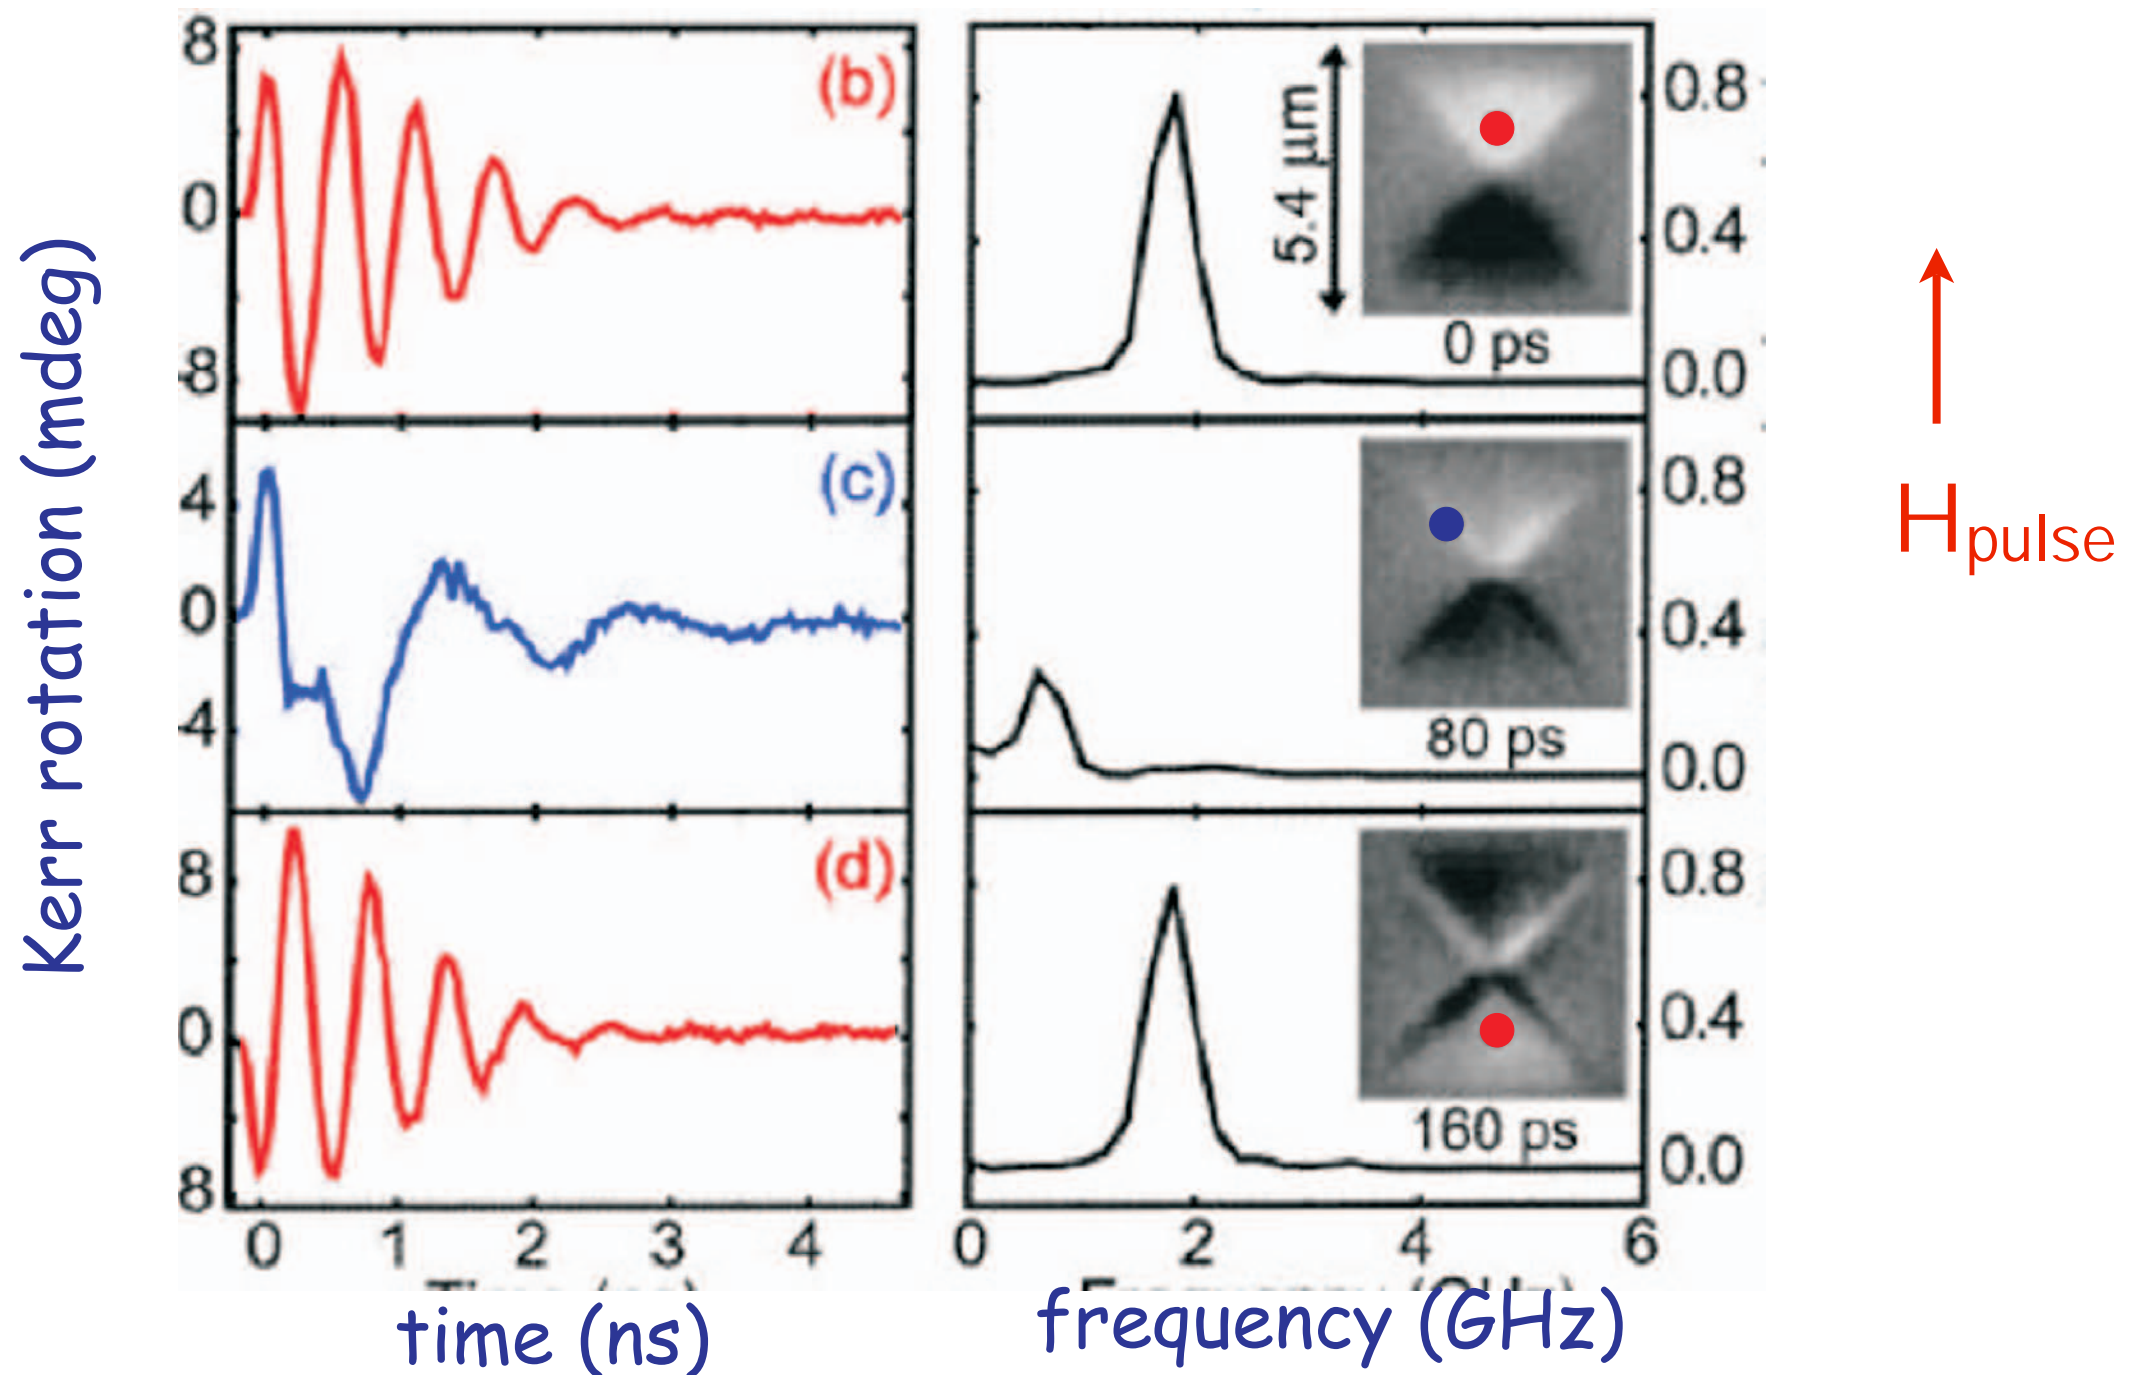 Kerr rotation (mdeg)
8
0
-8
(b)
4
0
-4
(c)
8
0
8
(d)
0 1 2 3 4
time (ns)
5.4 μm
0 ps
0.8
0.4
0.0
80 ps
0.8
0.4
0.0
160 ps
0.8
0.4
0.0
0 2 4 6
frequency (GHz)
Hpulse